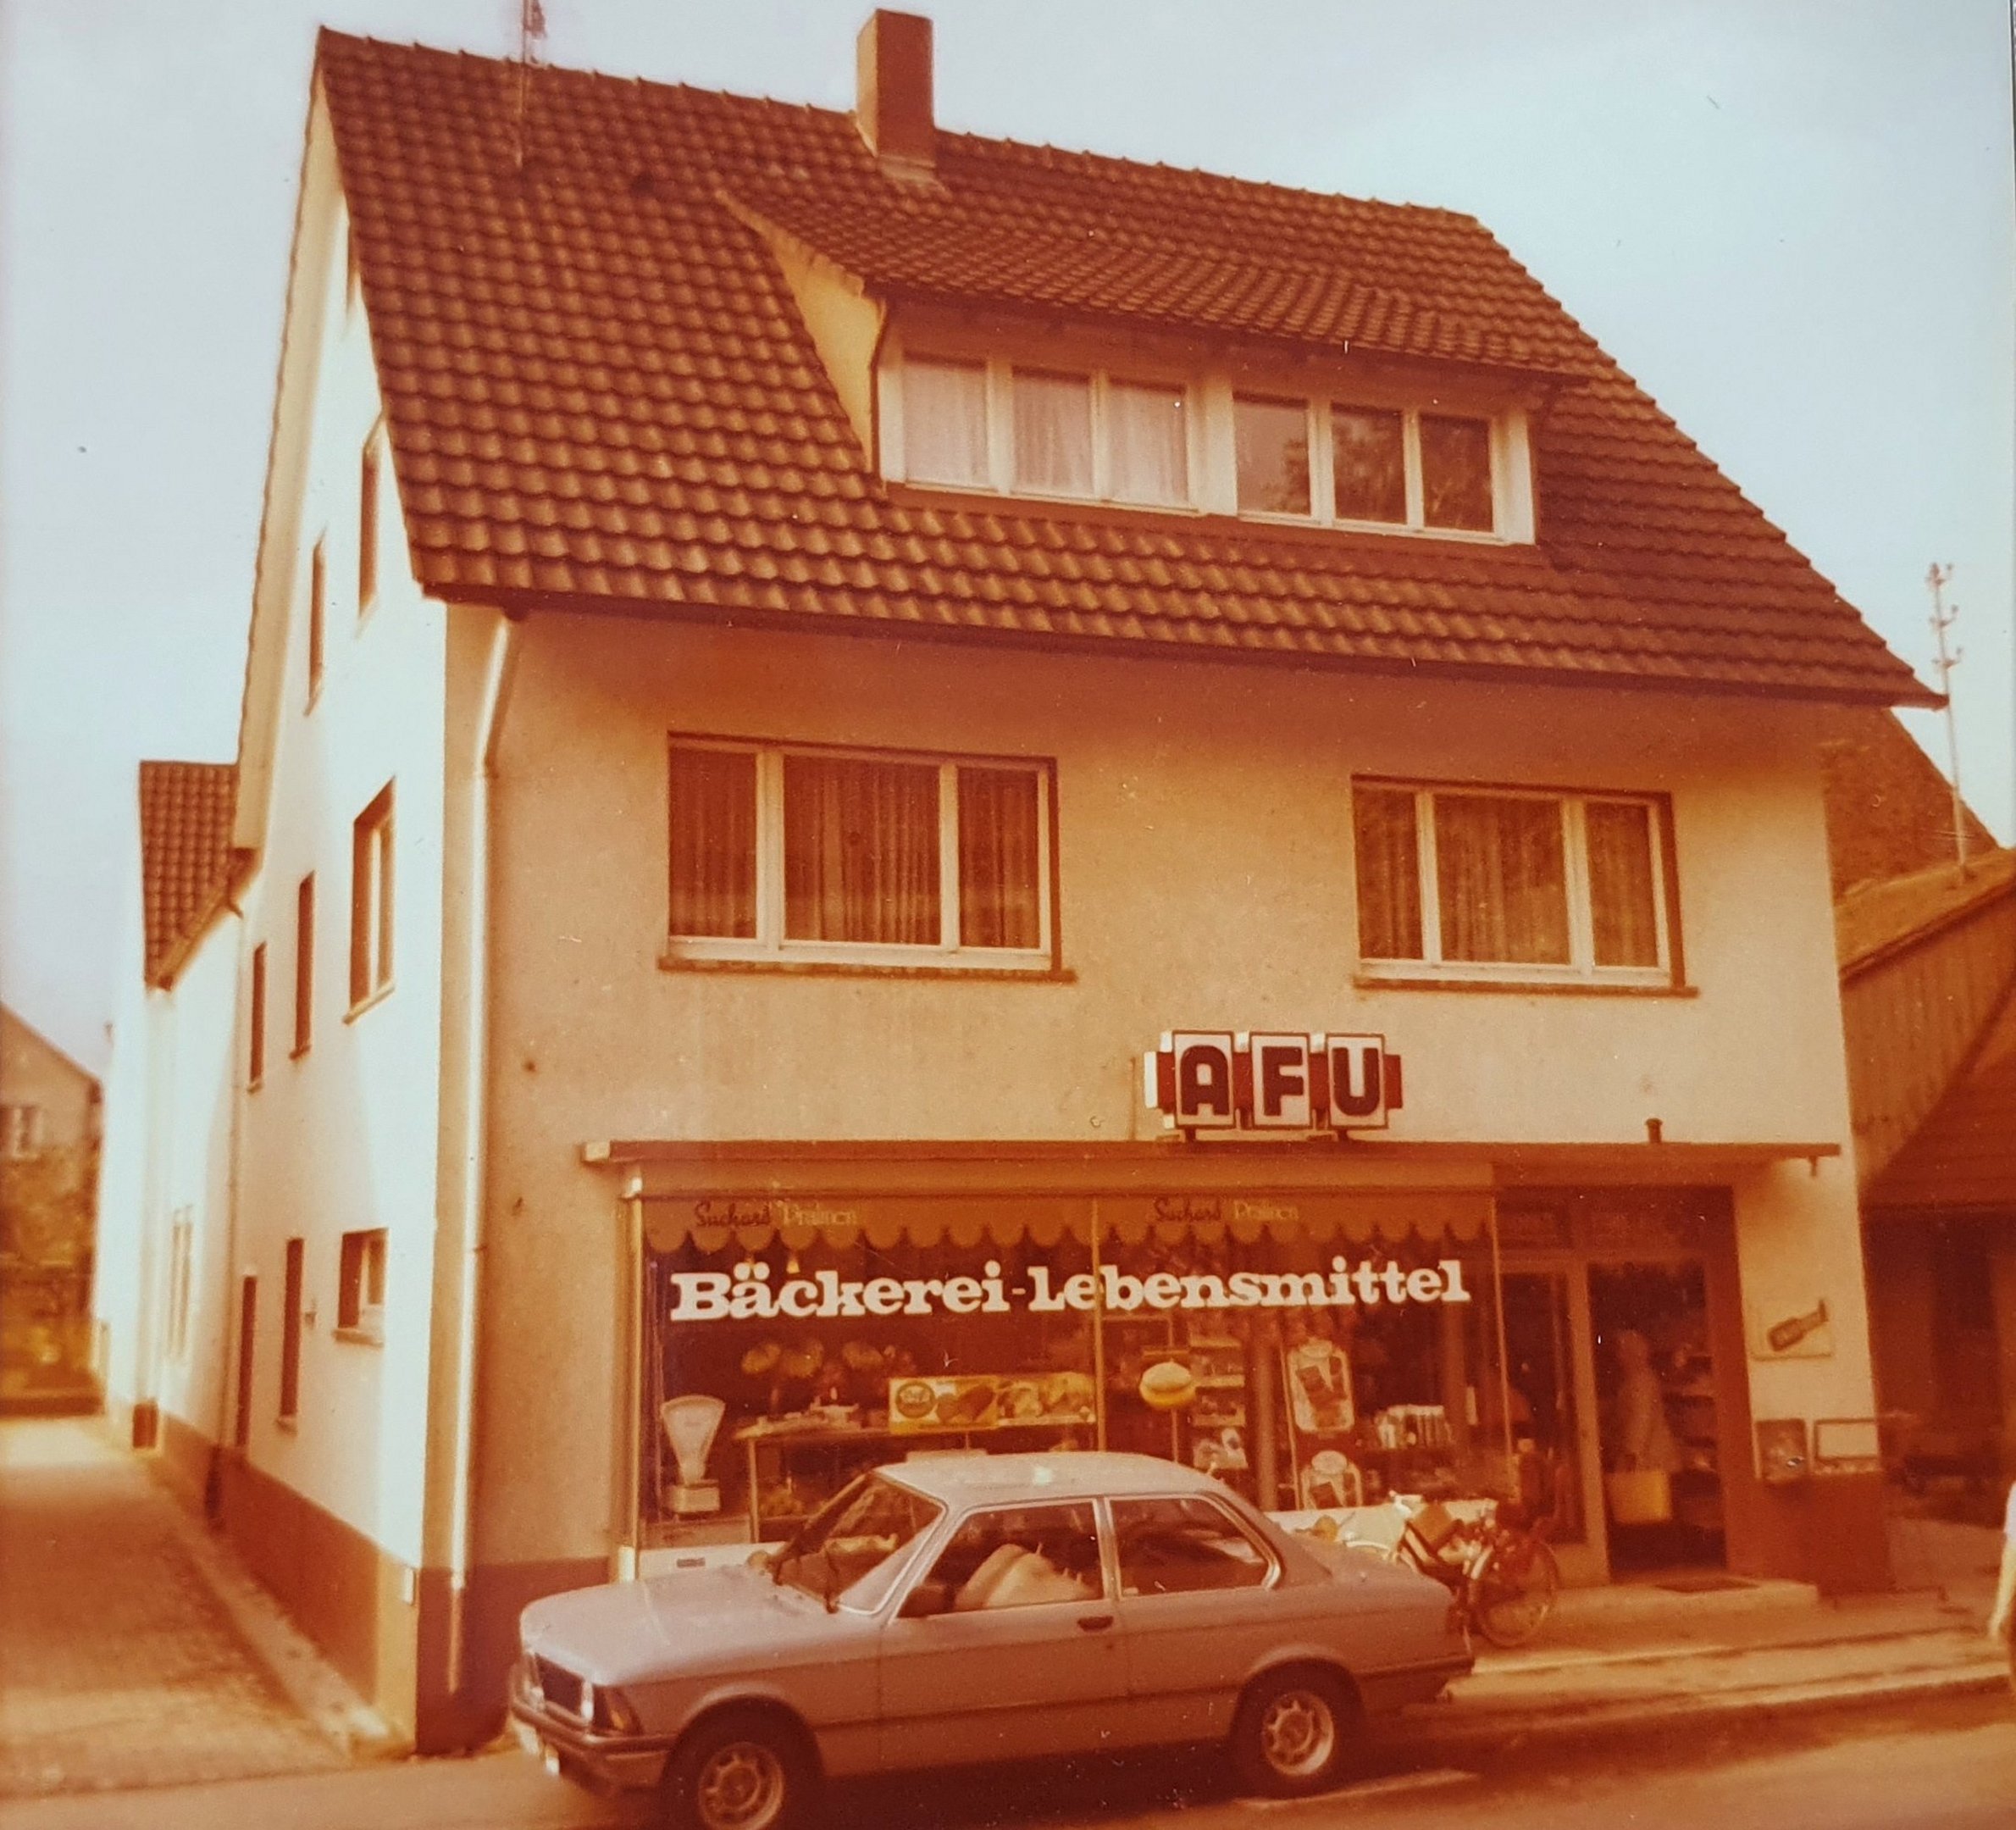 AFU
Suchard Pralinen
Suchard Pralinen
Bäckerei-Lebensmittel